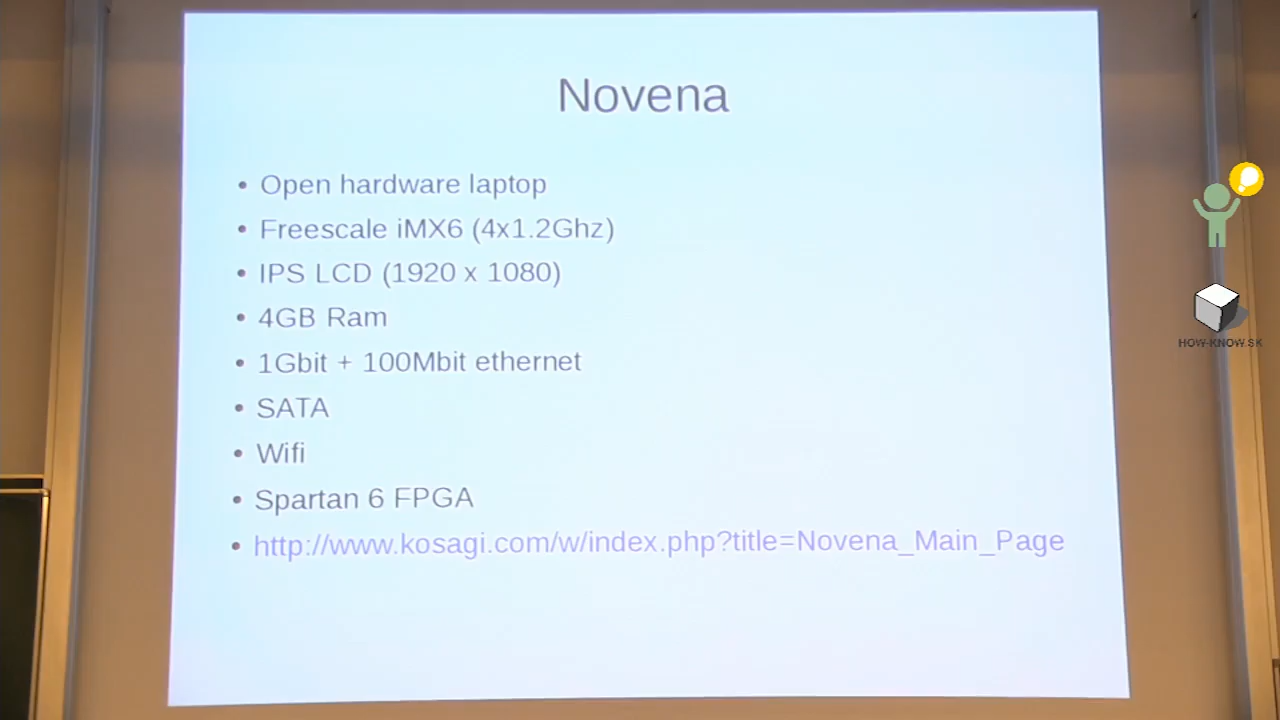 Novena
• Open hardware laptop
• Freescale iMX6 (4x1.2Ghz)
• IPS LCD (1920 x 1080)
• 4GB Ram
• 1Gbit + 100Mbit ethernet
• SATA
• Wifi
• Spartan 6 FPGA
• http://www.kosagi.com/w/index.php?title=Novena_Main_Page
HOW-KNOW.SK